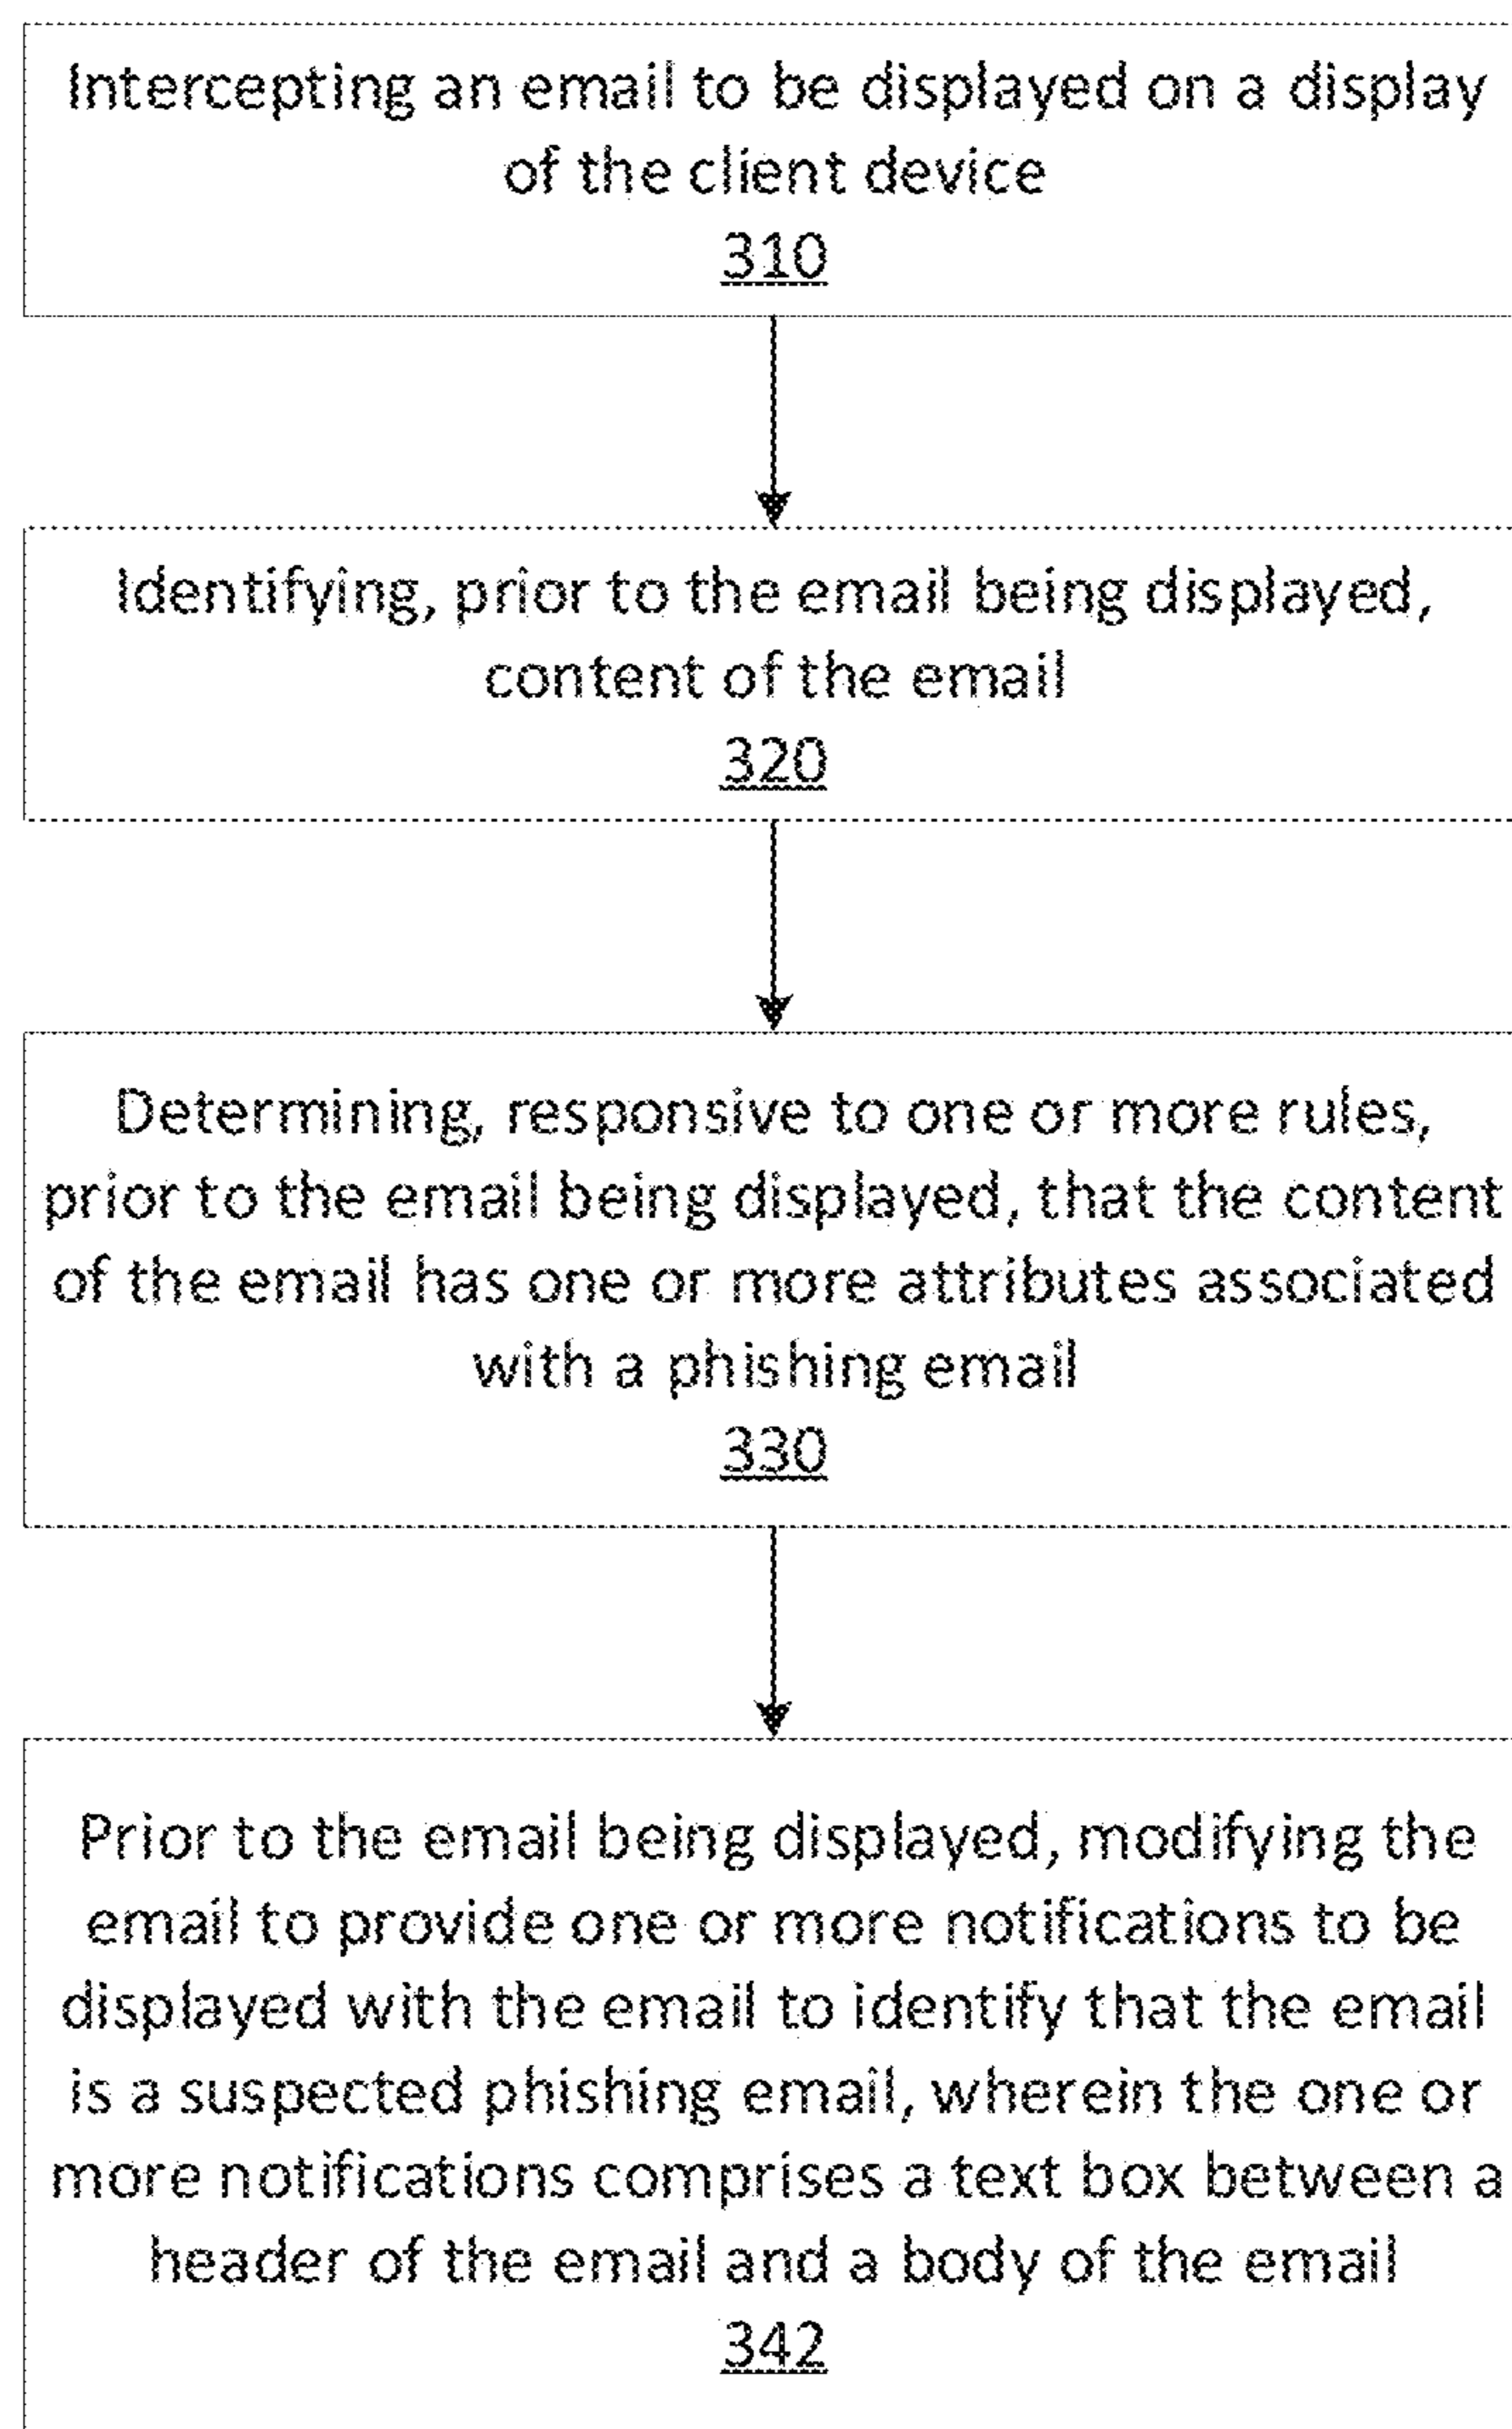 Intercepting an email to be displayed on a display
of the client device
310
Identifying, prior to the email being displayed,
content of the email
320
Determining, responsive to one or more rules,
prior to the email being displayed, that the content
of the email has one or more attributes associated
with a phishing email
330
Prior to the email being displayed, modifying the
email to provide one or more notifications to be
displayed with the email to identify that the email
is a suspected phishing email, wherein the one or
more notifications comprises a text box between a
header of the email and a body of the email
342